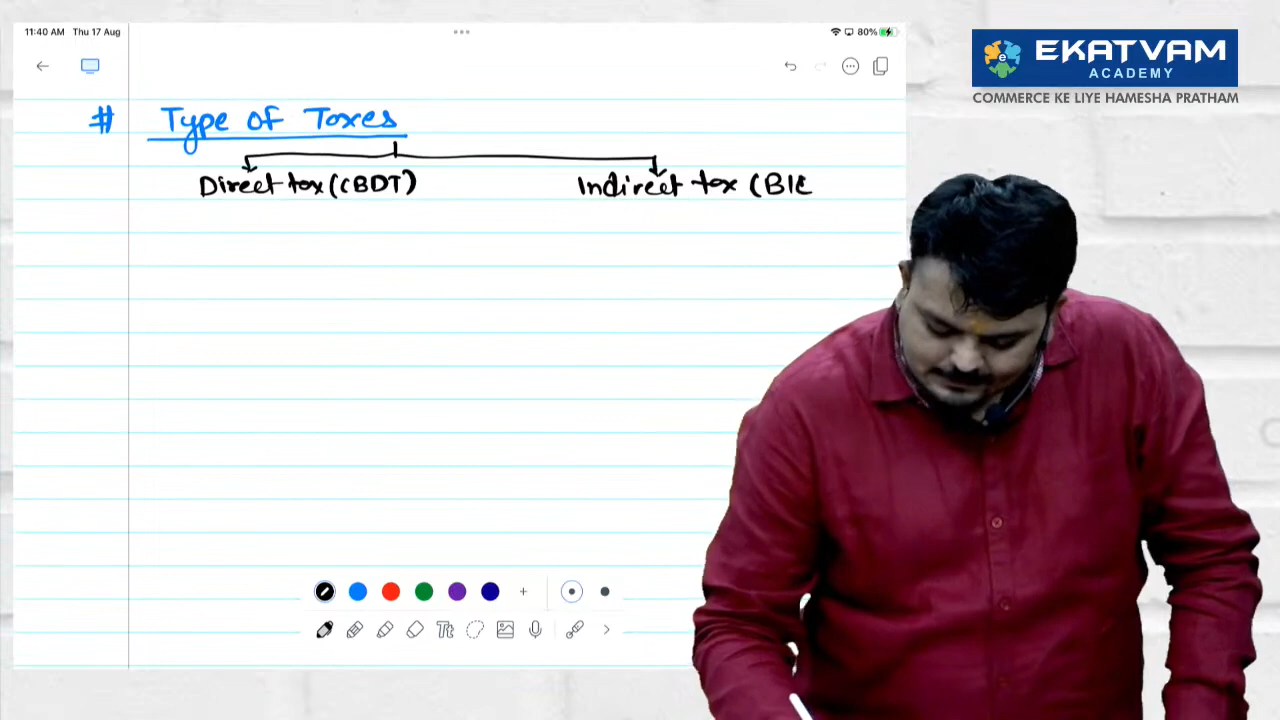 11:40 AM Thu 17 Aug
80%
EKATVAM
ACADEMY
COMMERCE KE LIYE HAMESHA PRATHAM
# Type of Taxes
Direct tax (CBDT)
Indirect tax (BIC
Tt